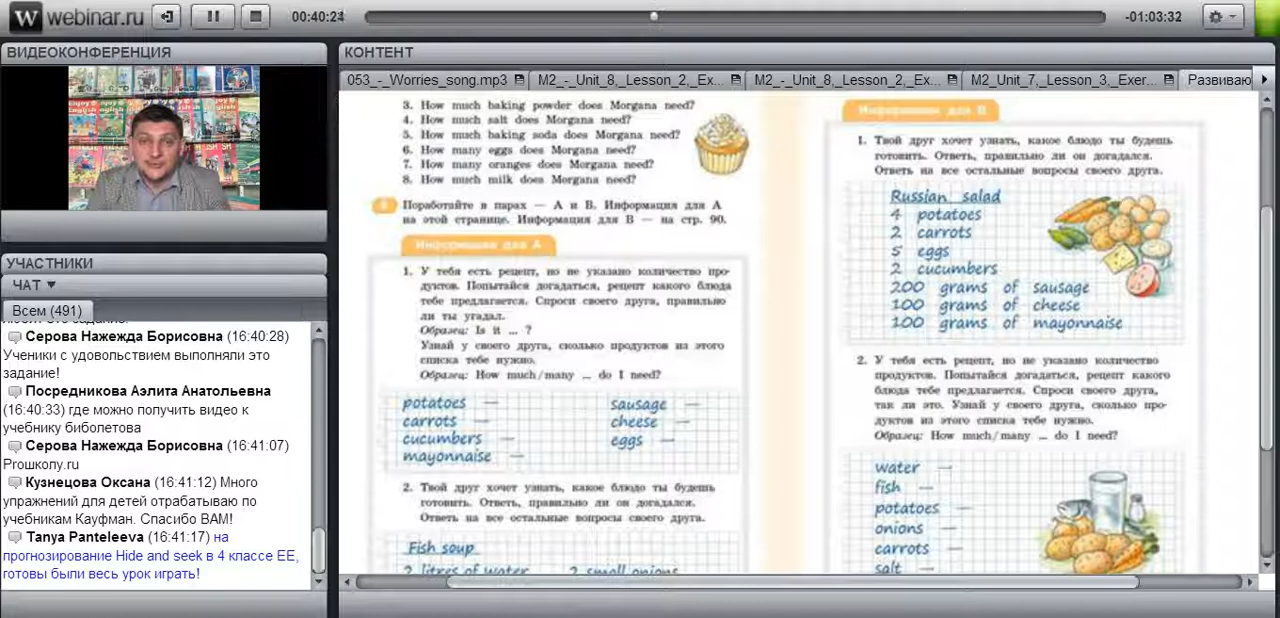 webinar.ru
00:40:24
-01:03:32
ВИДЕОКОНФЕРЕНЦИЯ
КОНТЕНТ
053_-_Worries_song.mp3
M2_-_Unit_8,_Lesson_2,_Ex...
M2_-_Unit_8,_Lesson_2,_Ex...
M2_Unit_7,_Lesson_3,_Exer...
Развиваю
3. How much baking powder does Morgana need?
4. How much salt does Morgana need?
5. How much baking soda does Morgana need?
6. How many eggs does Morgana need?
7. How many oranges does Morgana need?
8. How much milk does Morgana need?
Поработайте в парах — А и В. Информация для А
на этой странице. Информация для В — на стр. 90.
Информация для А
1. У тебя есть рецепт, но не указано количество про-
дуктов. Попытайся догадаться, рецепт какого блюда
тебе предлагается. Спроси своего друга, правильно
ли ты угадал.
Образец: Is it ... ?
Узнай у своего друга, сколько продуктов из этого
списка тебе нужно.
Образец: How much/many ... do I need?
potatoes —
carrots —
cucumbers —
mayonnaise —
sausage —
cheese —
eggs —
2. Твой друг хочет узнать, какое блюдо ты будешь
готовить. Ответь, правильно ли он догадался.
Ответь на все остальные вопросы своего друга.
Fish soup
2 litres of water 2 small onions
Информация для В
1. Твой друг хочет узнать, какое блюдо ты будешь
готовить. Ответь, правильно ли он догадался.
Ответь на все остальные вопросы своего друга.
Russian salad
4 potatoes
2 carrots
5 eggs
2 cucumbers
200 grams of sausage
100 grams of cheese
100 grams of mayonnaise
2. У тебя есть рецепт, но не указано количество
продуктов. Попытайся догадаться, рецепт какого
блюда тебе предлагается. Спроси своего друга,
так ли это. Узнай у своего друга, сколько про-
дуктов из этого списка тебе нужно.
Образец: How much/many ... do I need?
water —
fish —
potatoes —
onions —
carrots —
salt —
УЧАСТНИКИ
ЧАТ
Всем (491)
Серова Нажежда Борисовна (16:40:28)
Ученики с удовольствием выполняли это
задание!
Посредникова Аэлита Анатольевна
(16:40:33) где можно получить видео к
учебнику биболетова
Серова Нажежда Борисовна (16:41:07)
Прошколу.ru
Кузнецова Оксана (16:41:12) Много
упражнений для детей отрабатываю по
учебникам Кауфман. Спасибо ВАМ!
Tanya Panteleeva (16:41:17) на
прогнозирование Hide and seek в 4 классе EE,
готовы были весь урок играть!